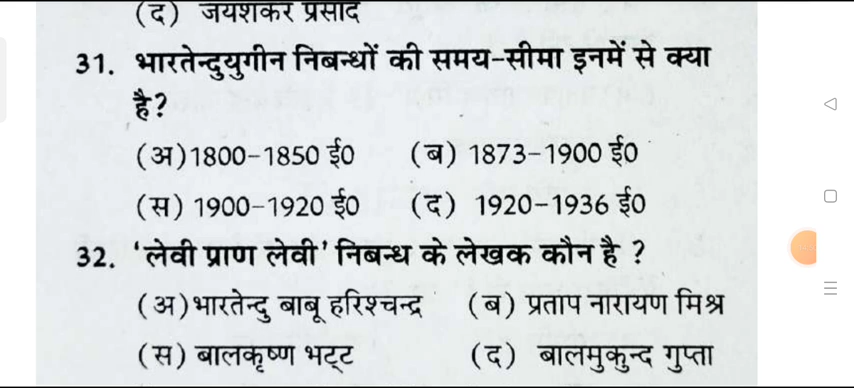 (द) जयशंकर प्रसाद
31. भारतेन्दुयुगीन निबन्धों की समय-सीमा इनमें से क्या
है?
(अ)1800-1850 ई0 (ब) 1873-1900 ई0
(स) 1900-1920 ई0 (द) 1920-1936 ई0
32. 'लेवी प्राण लेवी' निबन्ध के लेखक कौन है ?
(अ)भारतेन्दु बाबू हरिश्चन्द्र (ब) प्रताप नारायण मिश्र
(स) बालकृष्ण भट्ट (द) बालमुकुन्द गुप्ता